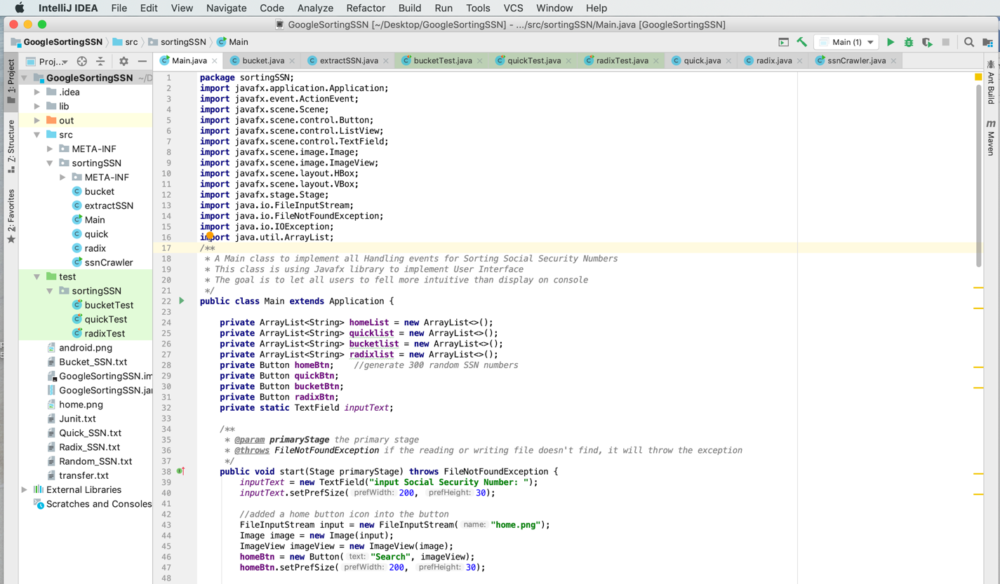 IntelliJ IDEA File Edit View Navigate Code Analyze Refactor Build Run Tools VCS Window Help
GoogleSortingSSN [~/Desktop/GoogleSortingSSN] - .../src/sortingSSN/Main.java [GoogleSortingSSN]
GoogleSortingSSN src sortingSSN Main
Main (1)
1: Project
Z: Structure
2: Favorites
Proj...
GoogleSortingSSN ~/D
.idea
lib
out
src
META-INF
sortingSSN
META-INF
bucket
extractSSN
Main
quick
radix
ssnCrawler
test
sortingSSN
bucketTest
quickTest
radixTest
android.png
Bucket_SSN.txt
GoogleSortingSSN.im
GoogleSortingSSN.jar
home.png
Junit.txt
Quick_SSN.txt
Radix_SSN.txt
Random_SSN.txt
transfer.txt
External Libraries
Scratches and Consoles
Main.java bucket.java extractSSN.java bucketTest.java quickTest.java radixTest.java quick.java radix.java ssnCrawler.java
1 package sortingSSN;
2 import javafx.application.Application;
3 import javafx.event.ActionEvent;
4 import javafx.scene.Scene;
5 import javafx.scene.control.Button;
6 import javafx.scene.control.ListView;
7 import javafx.scene.control.TextField;
8 import javafx.scene.image.Image;
9 import javafx.scene.image.ImageView;
10 import javafx.scene.layout.HBox;
11 import javafx.scene.layout.VBox;
12 import javafx.stage.Stage;
13 import java.io.FileInputStream;
14 import java.io.FileNotFoundException;
15 import java.io.IOException;
16 import java.util.ArrayList;
17 /**
18 * A Main class to implement all Handling events for Sorting Social Security Numbers
19 * This class is using Javafx library to implement User Interface
20 * The goal is to let all users to fell more intuitive than display on console
21 */
22 public class Main extends Application {
23
24 private ArrayList<String> homeList = new ArrayList<>();
25 private ArrayList<String> quicklist = new ArrayList<>();
26 private ArrayList<String> bucketlist = new ArrayList<>();
27 private ArrayList<String> radixlist = new ArrayList<>();
28 private Button homeBtn; //generate 300 random SSN numbers
29 private Button quickBtn;
30 private Button bucketBtn;
31 private Button radixBtn;
32 private static TextField inputText;
33
34 /**
35 * @param primaryStage the primary stage
36 * @throws FileNotFoundException if the reading or writing file doesn't find, it will throw the exception
37 */
38 public void start(Stage primaryStage) throws FileNotFoundException {
39 inputText = new TextField("input Social Security Number: ");
40 inputText.setPrefSize( prefWidth: 200, prefHeight: 30);
41
42 //added a home button icon into the button
43 FileInputStream input = new FileInputStream( name: "home.png");
44 Image image = new Image(input);
45 ImageView imageView = new ImageView(image);
46 homeBtn = new Button( text: "Search", imageView);
47 homeBtn.setPrefSize( prefWidth: 200, prefHeight: 30);
48
Ant Build
m Maven